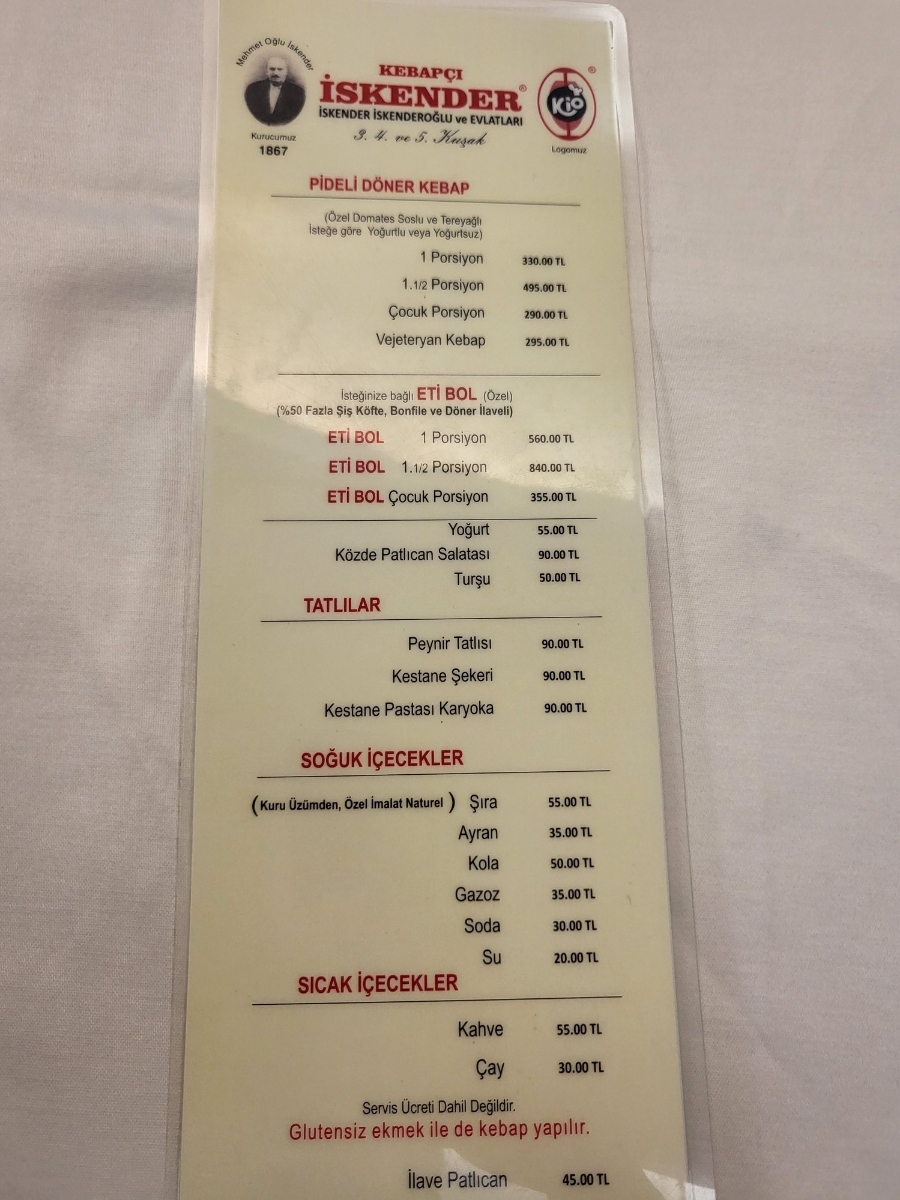 Mehmet Oğlu İskender
Kurucumuz
1867
KEBAPÇI
İSKENDER®
İSKENDER İSKENDEROĞLU ve EVLATLARI
3. 4. ve 5. Kuşak
KiO ®
Logomuz
PİDELİ DÖNER KEBAP
(Özel Domates Soslu ve Tereyağlı
İsteğe göre Yoğurtlu veya Yoğurtsuz)
1 Porsiyon 330.00 TL
1.1/2 Porsiyon 495.00 TL
Çocuk Porsiyon 290.00 TL
Vejeteryan Kebap 295.00 TL
İsteğinize bağlı ETİ BOL (Özel)
(%50 Fazla Şiş Köfte, Bonfile ve Döner İlaveli)
ETİ BOL 1 Porsiyon 560.00 TL
ETİ BOL 1.1/2 Porsiyon 840.00 TL
ETİ BOL Çocuk Porsiyon 355.00 TL
Yoğurt 55.00 TL
Közde Patlıcan Salatası 90.00 TL
Turşu 50.00 TL
TATLILAR
Peynir Tatlısı 90.00 TL
Kestane Şekeri 90.00 TL
Kestane Pastası Karyoka 90.00 TL
SOĞUK İÇECEKLER
(Kuru Üzümden, Özel İmalat Naturel) Şıra 55.00 TL
Ayran 35.00 TL
Kola 50.00 TL
Gazoz 35.00 TL
Soda 30.00 TL
Su 20.00 TL
SICAK İÇECEKLER
Kahve 55.00 TL
Çay 30.00 TL
Servis Ücreti Dahil Değildir.
Glutensiz ekmek ile de kebap yapılır.
İlave Patlıcan 45.00 TL